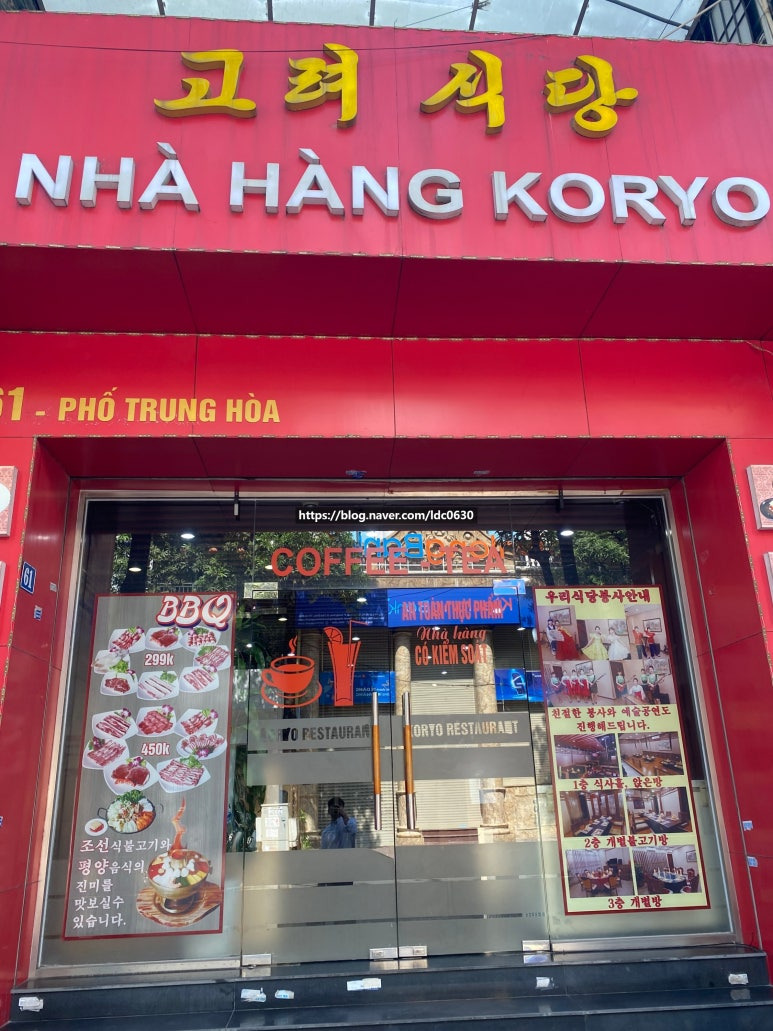 고려 식당
NHÀ HÀNG KORYO
61 - PHỐ TRUNG HÒA
https://blog.naver.com/ldc0630
61
COFFEE
TEA
AN TOÀN THỰC PHẨM
Nhà hàng
CÓ KIỂM SOÁT
KORYO RESTAURANT
KORYO RESTAURANT
BBQ
299k
450k
조선식불고기와
평양음식의
진미를
맛보실수
있습니다.
우리식당봉사안내
친절한 봉사와 예술공연도
진행해드립니다.
1층 식사홀, 앉은방
2층 개별불고기방
3층 개별방
61